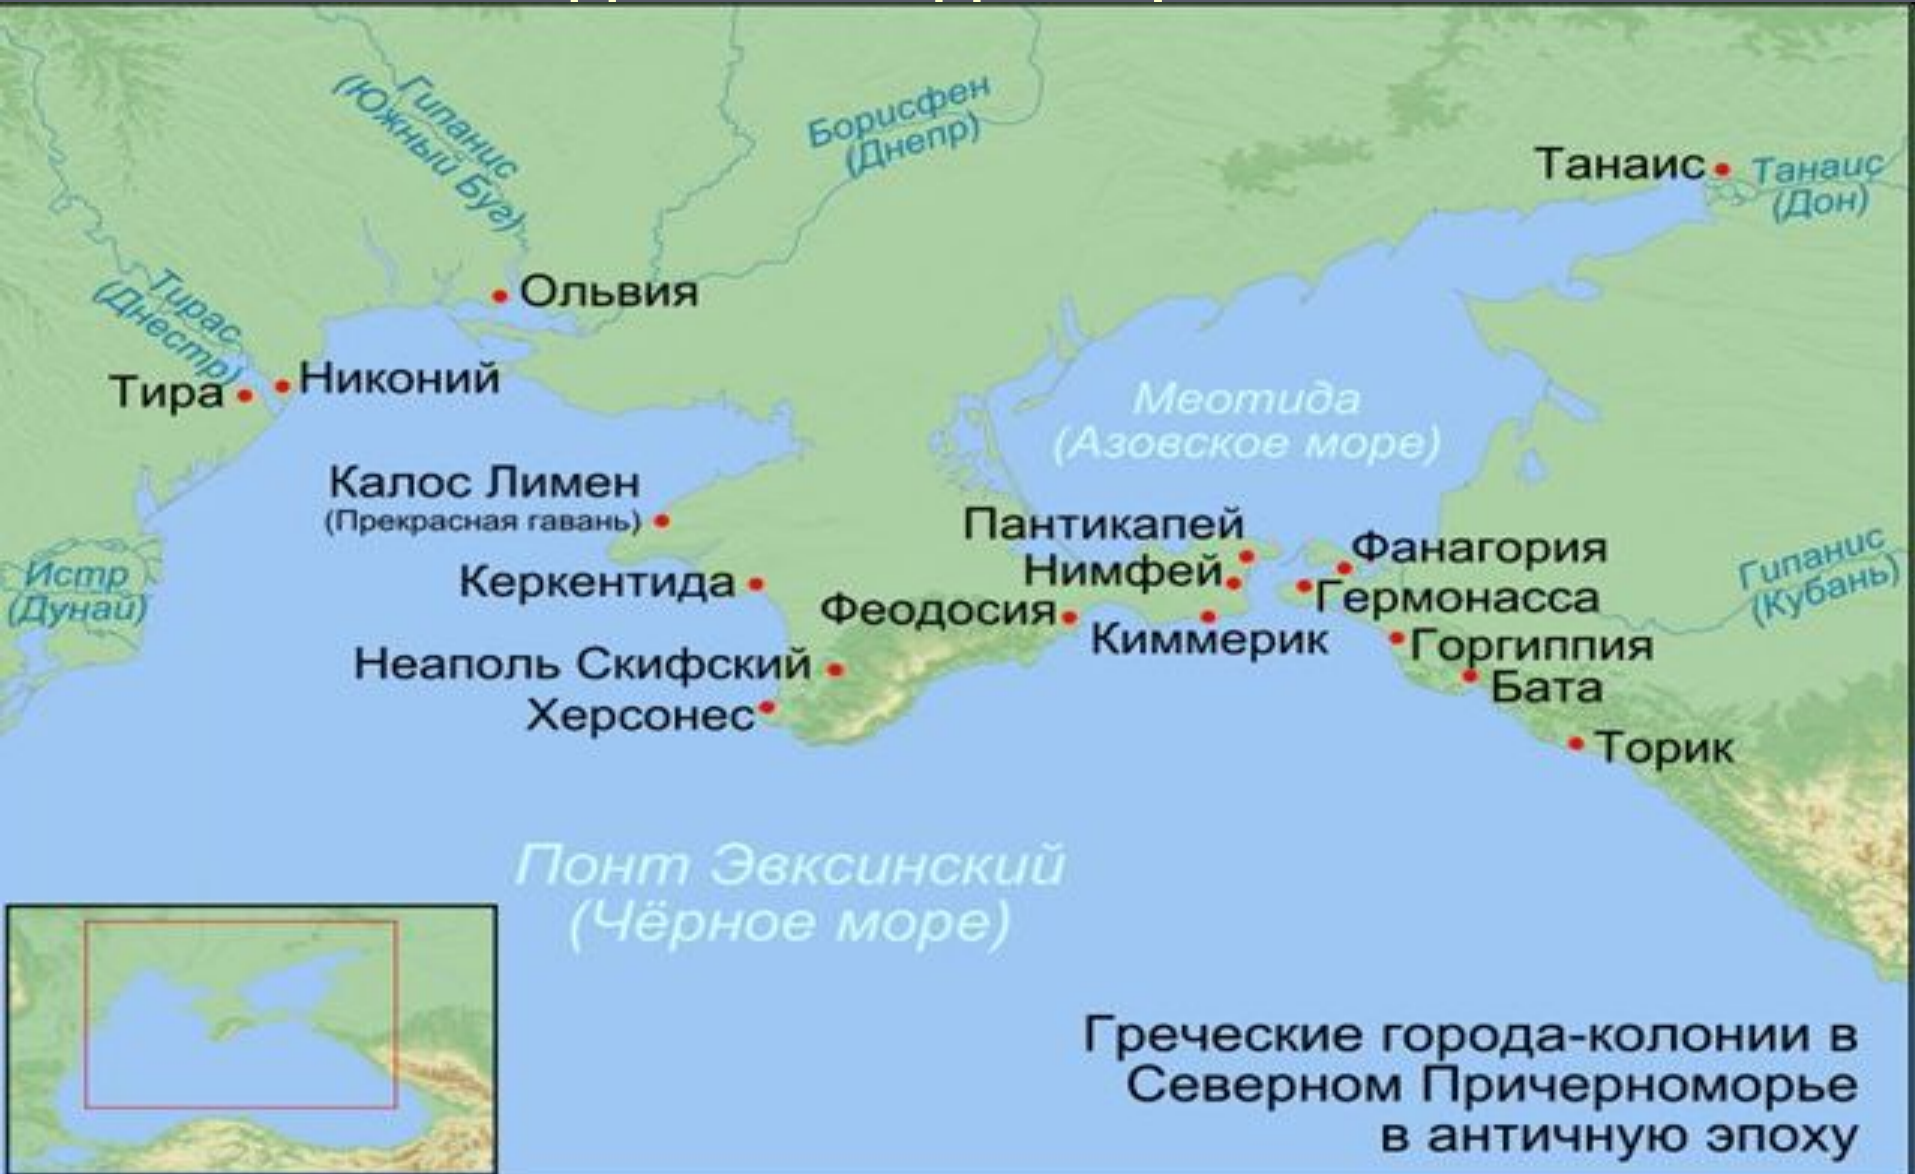 Гипанис
(Южный Буг)
Борисфен
(Днепр)
Танаис
Танаис
(Дон)
Тирас
(Днестр)
Ольвия
Тира
Никоний
Меотида
(Азовское море)
Калос Лимен
(Прекрасная гавань)
Пантикапей
Фанагория
Истр
(Дунай)
Керкентида
Нимфей
Гермонасса
Гипанис
(Кубань)
Феодосия
Киммерик
Горгиппия
Неаполь Скифский
Бата
Херсонес
Торик
Понт Эвксинский
(Чёрное море)
Греческие города-колонии в
Северном Причерноморье
в античную эпоху